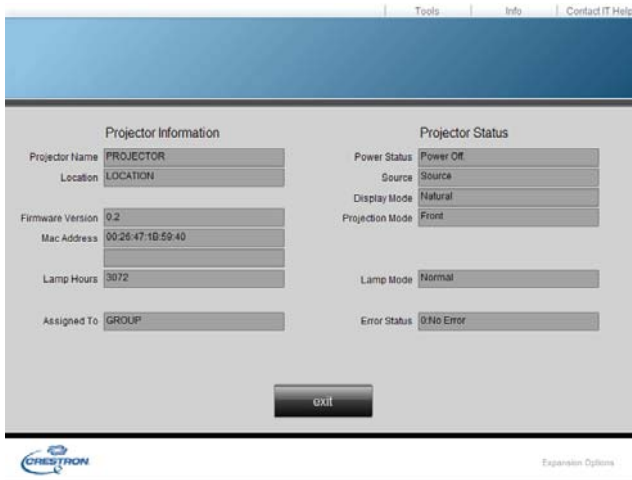 Tools Info Contact IT Help
Projector Information
Projector Name PROJECTOR
Location LOCATION
Firmware Version 0.2
Mac Address 00:26:47:1B:59:40
Lamp Hours 3072
Assigned To GROUP
Projector Status
Power Status Power Off.
Source Source
Display Mode Natural
Projection Mode Front
Lamp Mode Normal
Error Status 0:No Error
exit
CRESTRON
Expansion Options